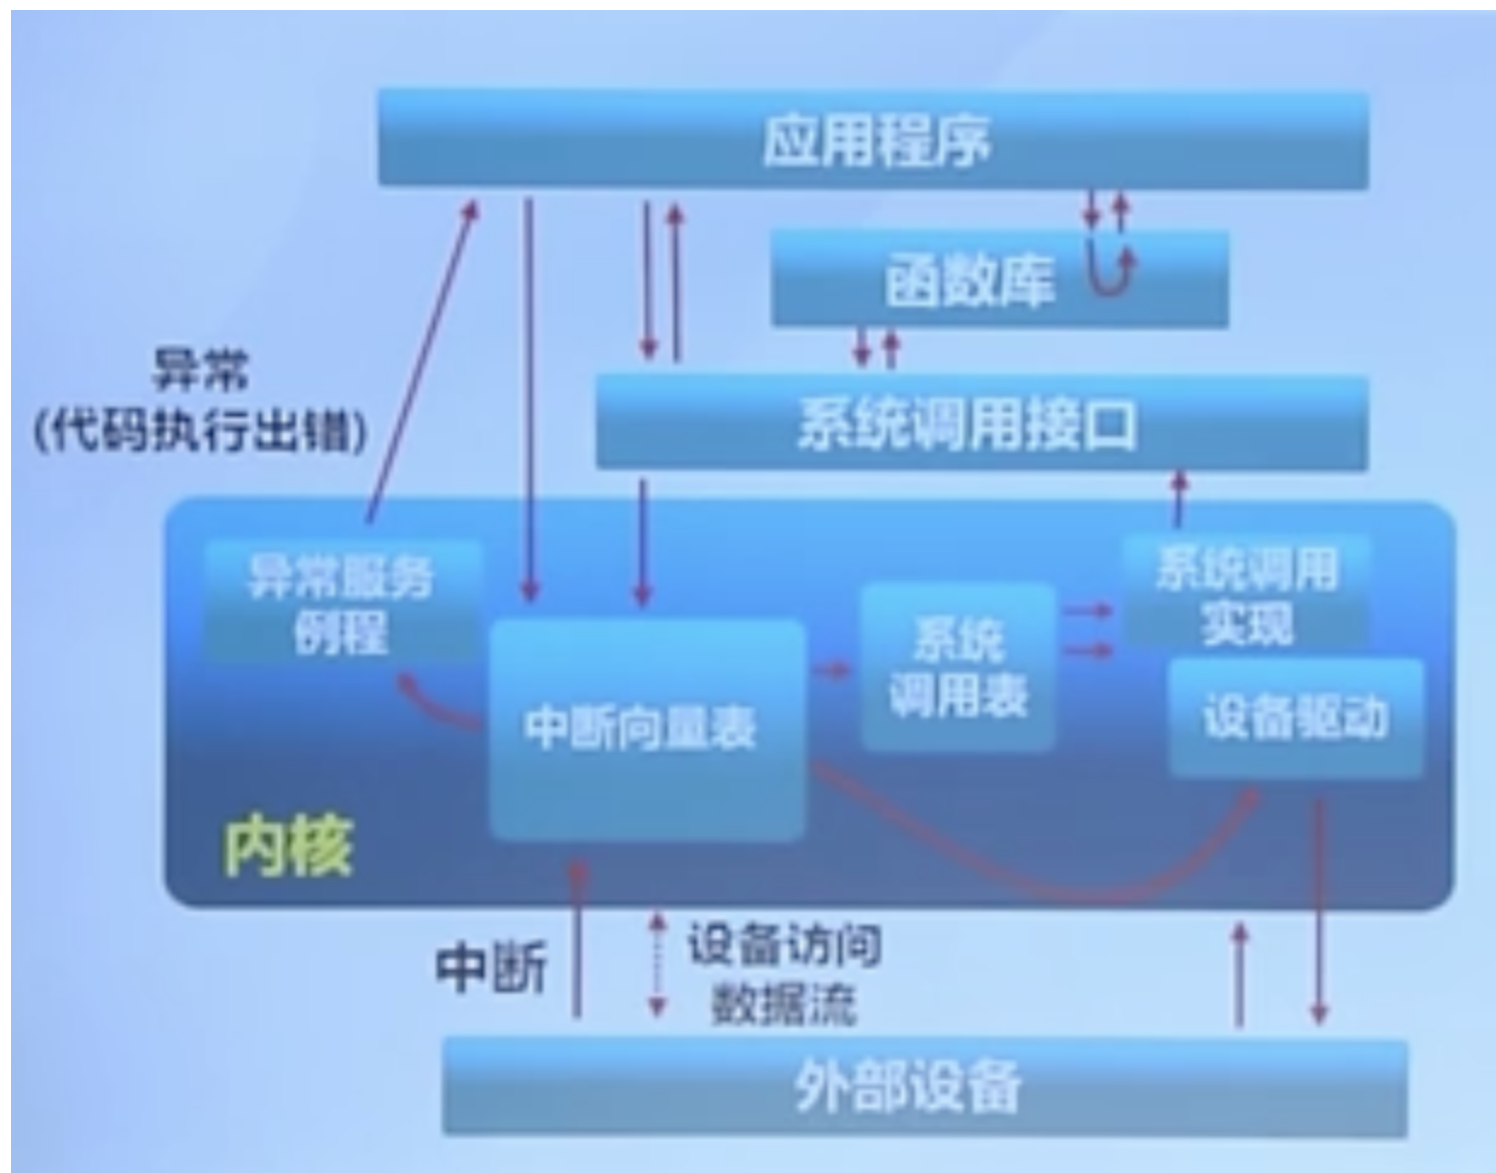 应用程序
函数库
异常
(代码执行出错)
系统调用接口
异常服务
例程
系统调用
实现
系统
调用表
中断向量表
设备驱动
内核
中断
设备访问
数据流
外部设备